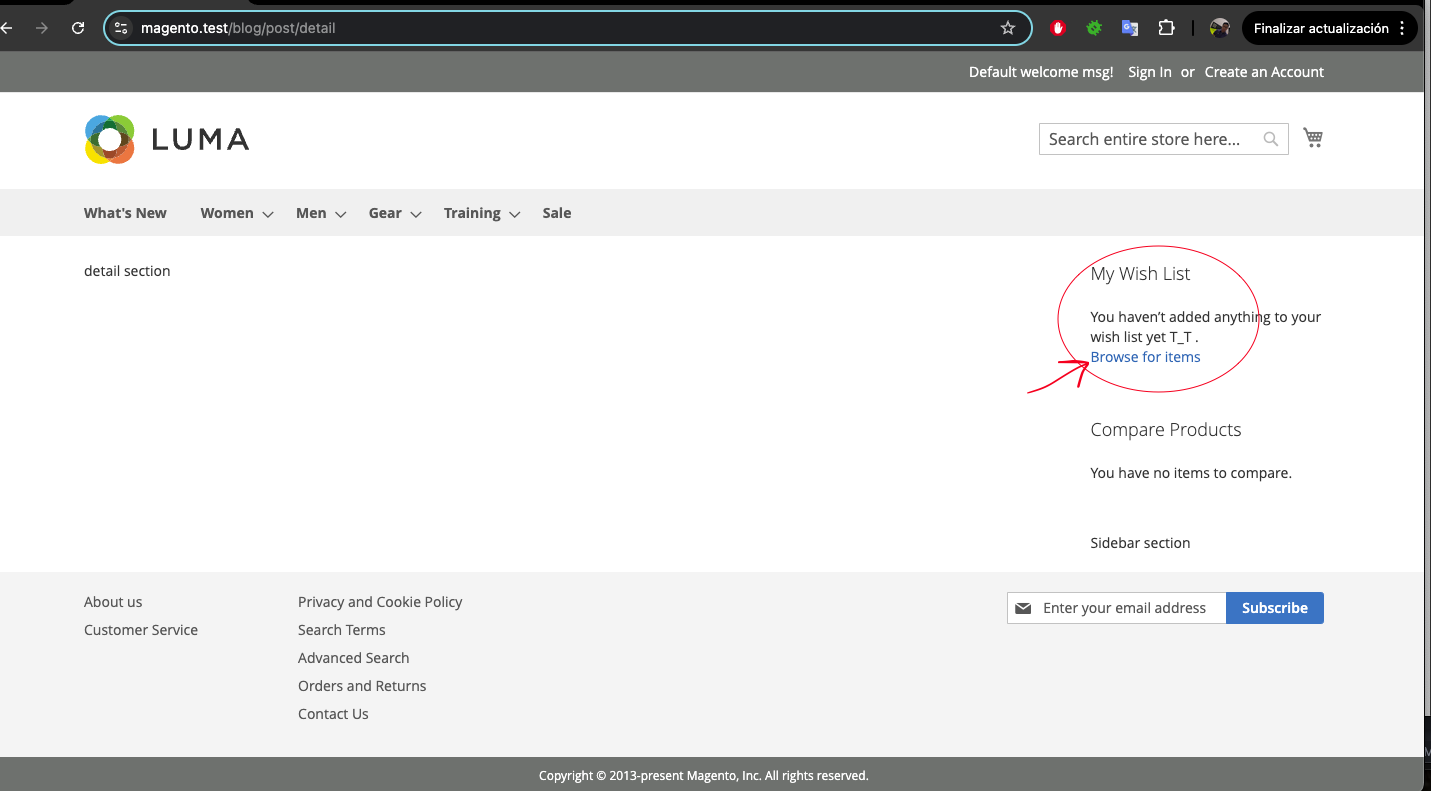 magento.test/blog/post/detail
Finalizar actualización
Default welcome msg! Sign In or Create an Account
LUMA
Search entire store here...
What's New Women Men Gear Training Sale
detail section
My Wish List
You haven’t added anything to your
wish list yet T_T .
Browse for items
Compare Products
You have no items to compare.
Sidebar section
About us
Customer Service
Privacy and Cookie Policy
Search Terms
Advanced Search
Orders and Returns
Contact Us
Enter your email address
Subscribe
Copyright © 2013-present Magento, Inc. All rights reserved.